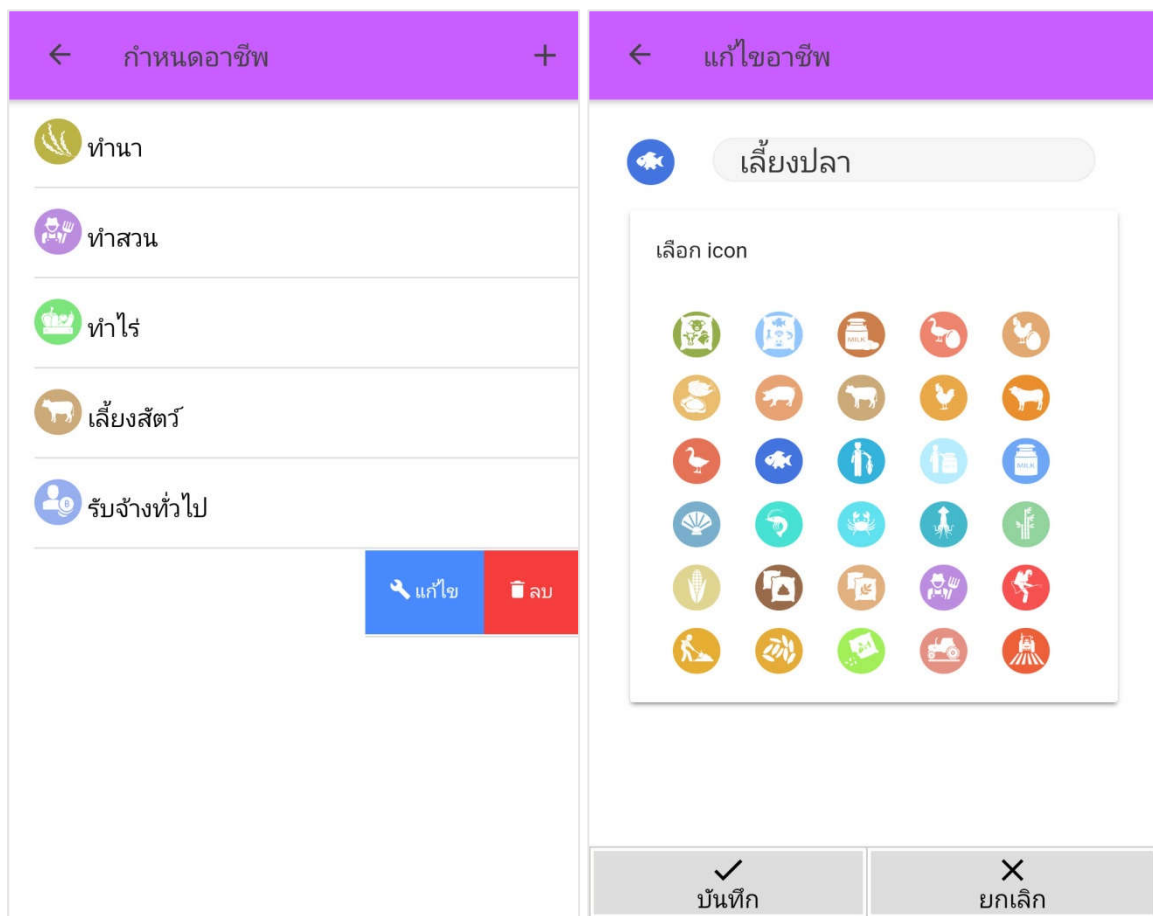 กำหนดอาชีพ
ทำนา
ทำสวน
ทำไร่
เลี้ยงสัตว์
รับจ้างทั่วไป
แก้ไข ลบ
แก้ไขอาชีพ
เลี้ยงปลา
เลือก icon
MILK
MILK
บันทึก
ยกเลิก